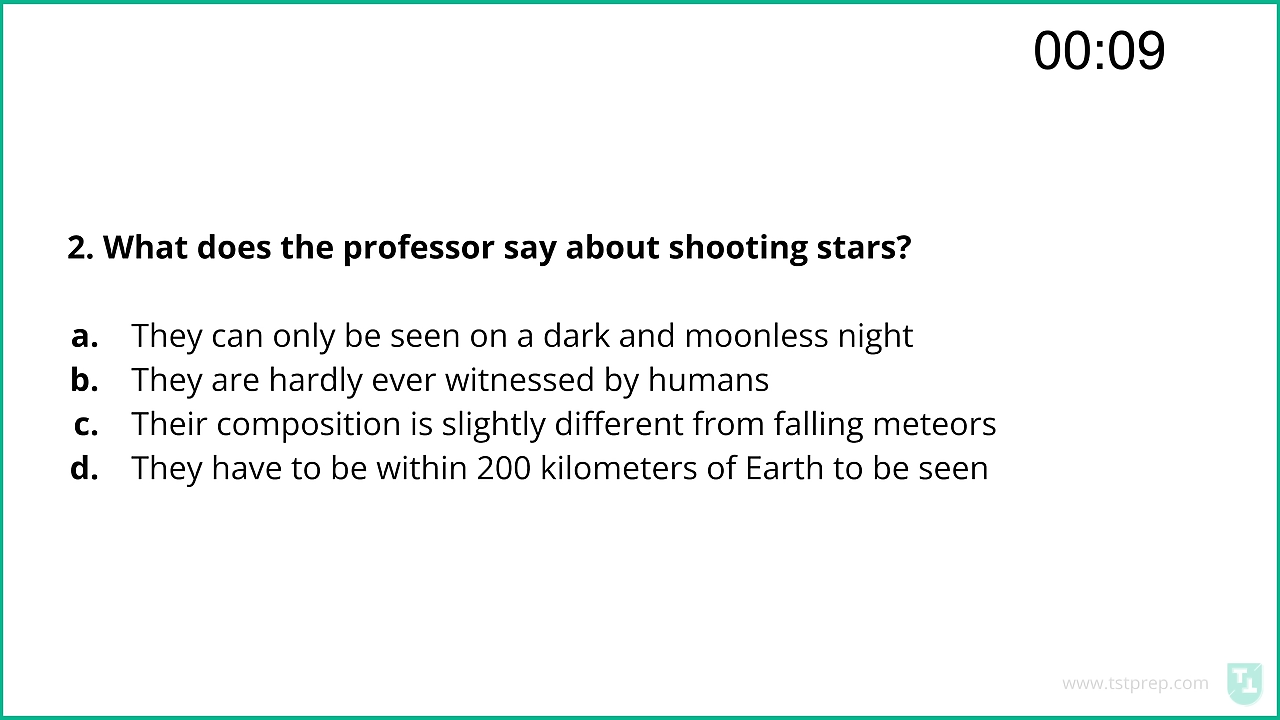 00:09
2. What does the professor say about shooting stars?
a. They can only be seen on a dark and moonless night
b. They are hardly ever witnessed by humans
c. Their composition is slightly different from falling meteors
d. They have to be within 200 kilometers of Earth to be seen
www.tstprep.com